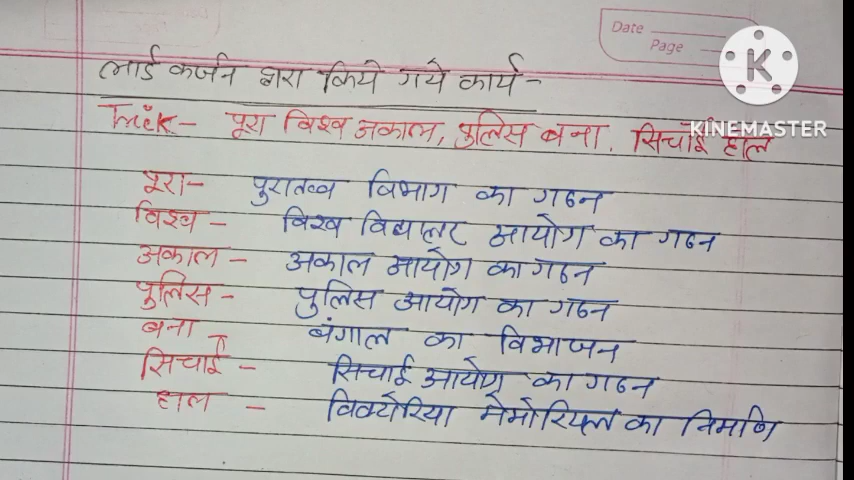 Date
Page
K
KINEMASTER
लार्ड कर्जन द्वारा किये गये कार्य-
Trick- पूरा विश्व अकाल, पुलिस बना. सिचाई हाल
पूरा- पुरातत्व विभाग का गठन
विश्व- विश्व विद्यालय आयोग का गठन
अकाल- अकाल आयोग का गठन
पुलिस- पुलिस आयोग का गठन
बना बंगाल का विभाजन
सिचाई- सिचाई आयोग का गठन
हाल - विक्टोरिया मेमोरियल का निर्माण